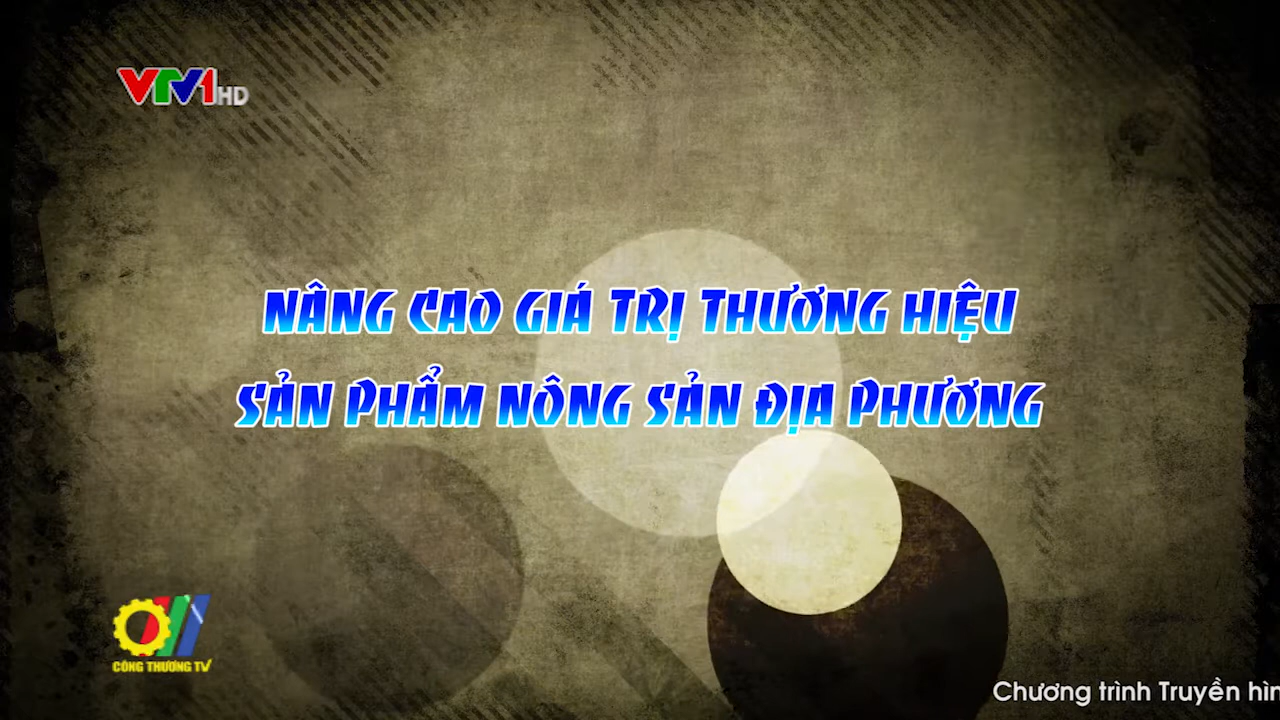 VTV1 HD
NÂNG CAO GIÁ TRỊ THƯƠNG HIỆU
SẢN PHẨM NÔNG SẢN ĐỊA PHƯƠNG
CÔNG THƯƠNG TV
Chương trình Truyền hìn